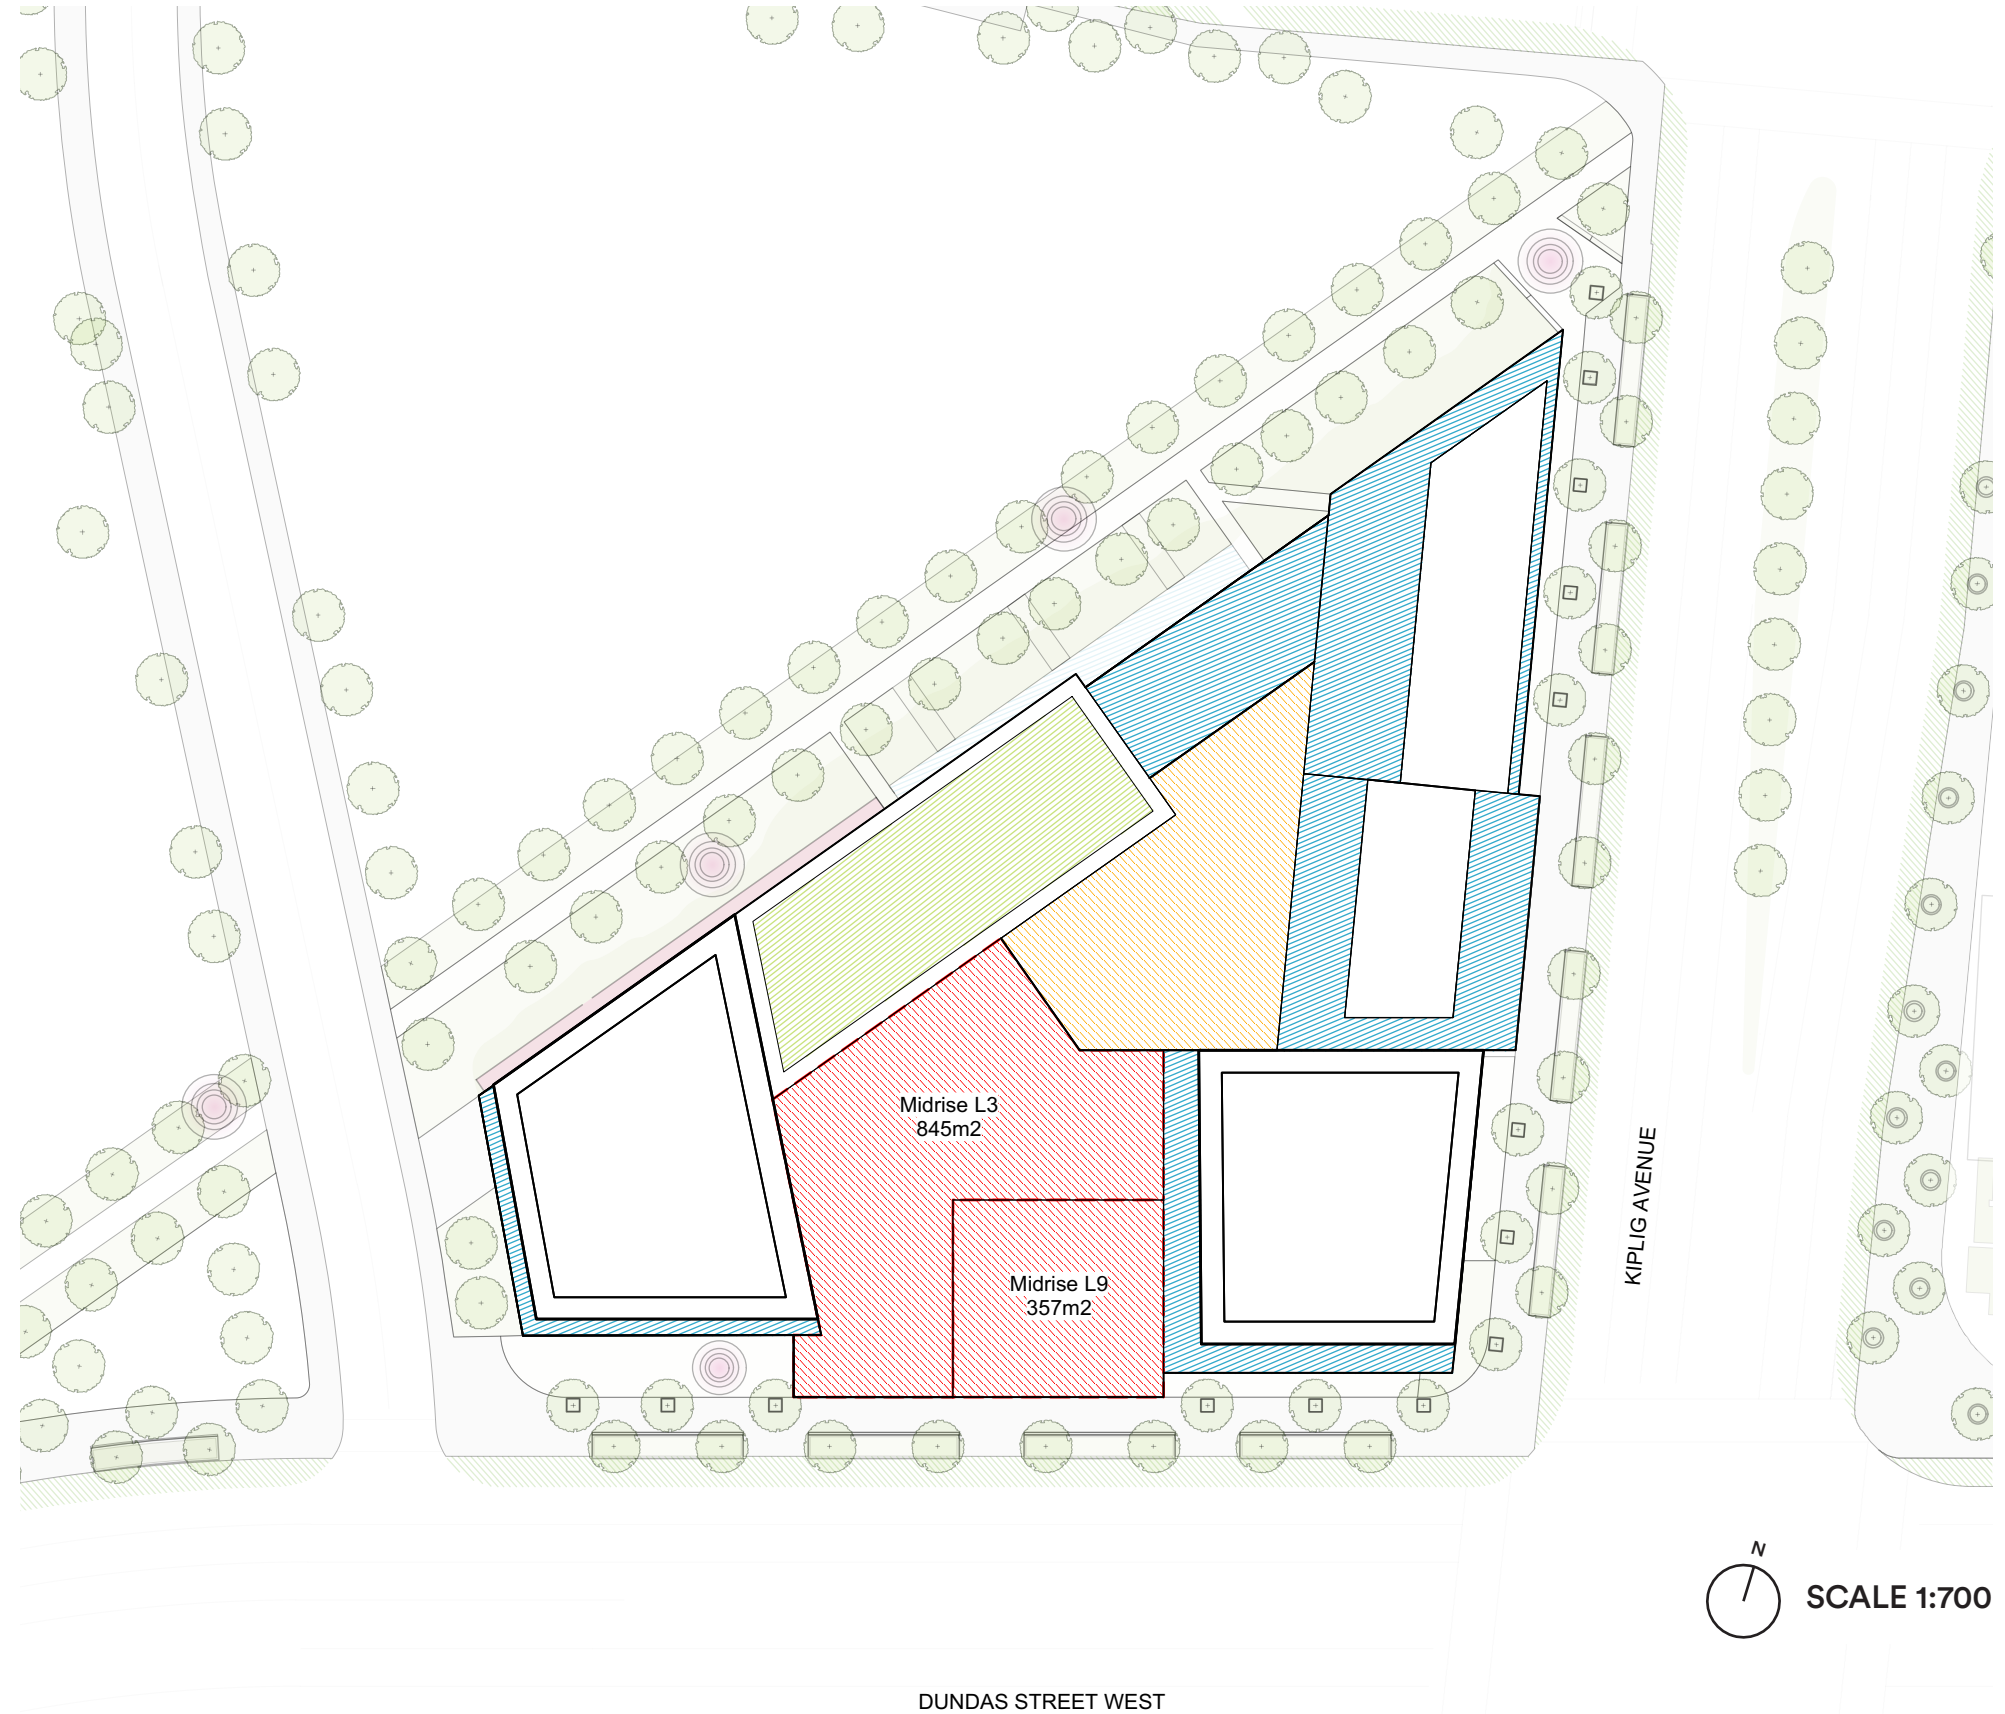 Midrise L3
845m2
Midrise L9
357m2
KIPLIG AVENUE
N
SCALE 1:700
DUNDAS STREET WEST